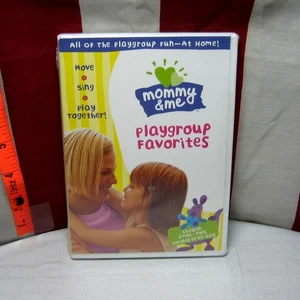 All of the playgroup fun—At Home!
Move
Sing
Play
Together!
mommy
&me
Playgroup
Favorites